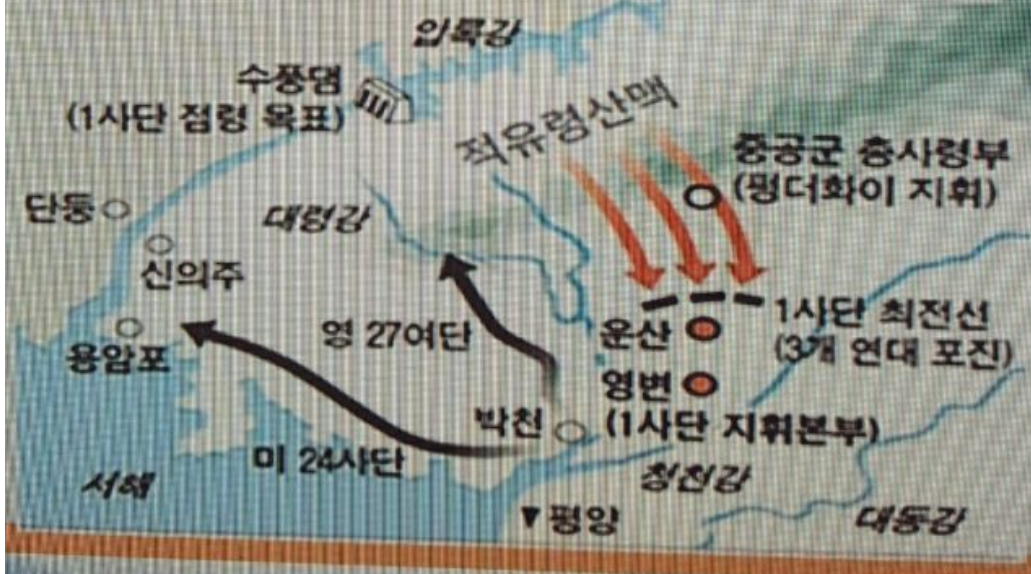 압록강
수풍댐
(1사단 점령 목표)
적유령산맥
중공군 총사령부
(펑더화이 지휘)
단둥
대령강
신의주
1사단 최전선
(3개 연대 포진)
영 27여단
운산
용암포
영변
(1사단 지휘본부)
박천
미 24사단
서해
청천강
▼평양
대동강